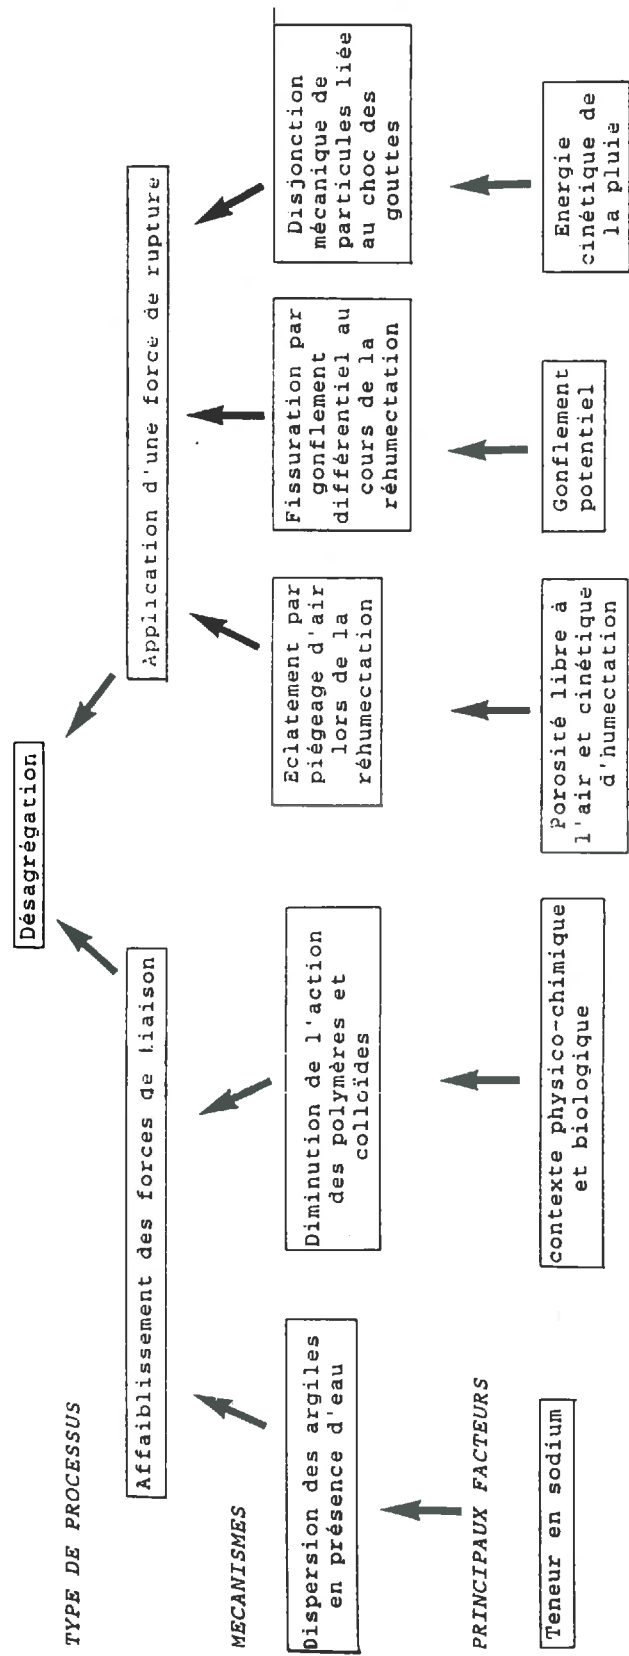 Désagrégation
TYPE DE PROCESSUS
Affaiblissement des forces de liaison
Application d'une force de rupture
MECANISMES
Dispersion des argiles
en présence d'eau
Diminution de l'action
des polymères et
colloïdes
Eclatement par
piégeage d'air
lors de la
réhumectation
Fissuration par
gonflement
différentiel au
cours de la
réhumectation
Disjonction
mécanique de
particules liée
au choc des
gouttes
PRINCIPAUX FACTEURS
Teneur en sodium
contexte physico-chimique
et biologique
Porosité libre à
l'air et cinétique
d'humectation
Gonflement
potentiel
Energie
cinétique de
la pluie